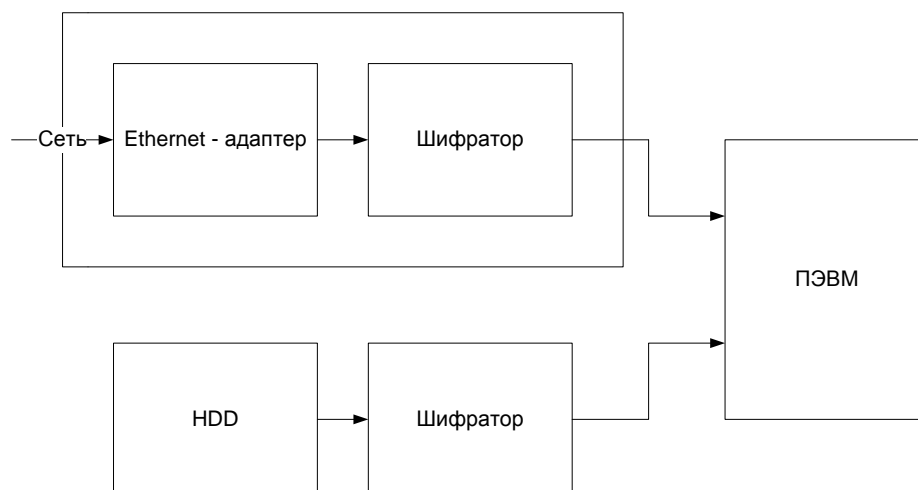 Сеть
Ethernet - адаптер
Шифратор
ПЭВМ
HDD
Шифратор